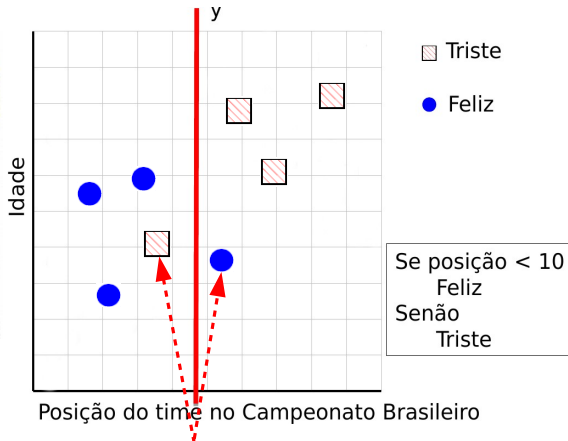 y
Triste
Feliz
Idade
Se posição < 10
Feliz
Senão
Triste
Posição do time no Campeonato Brasileiro